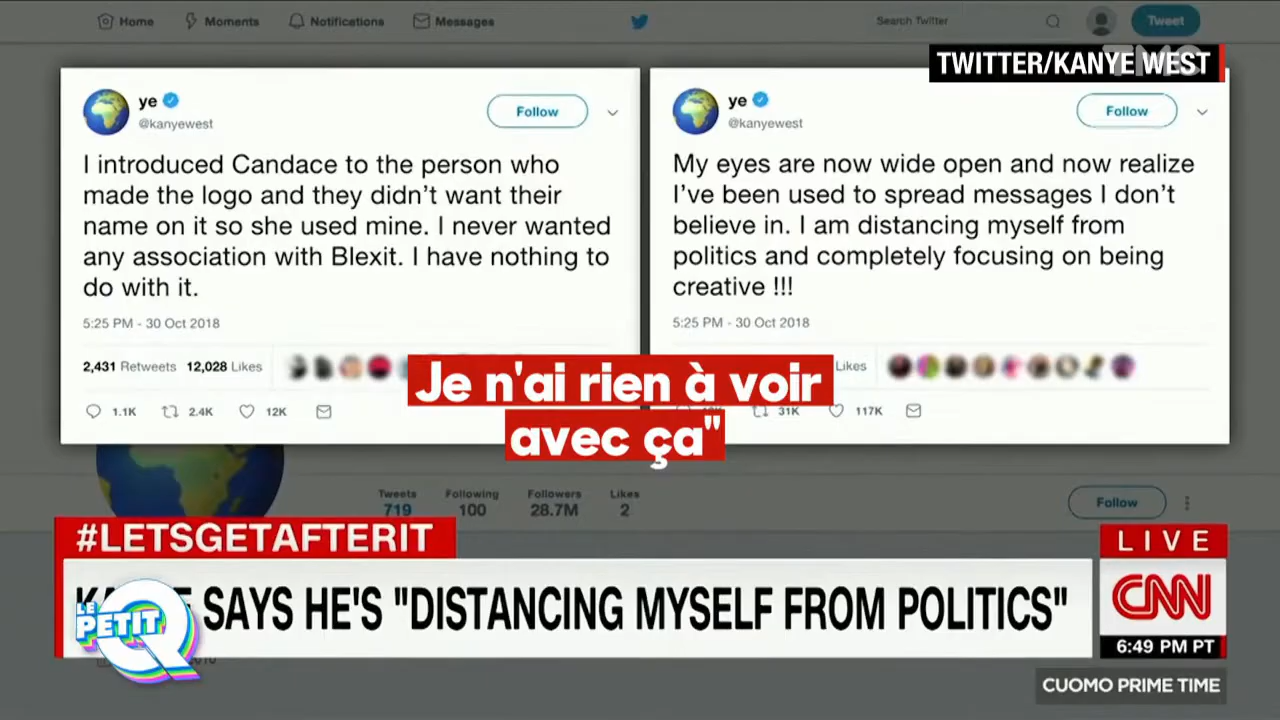 Home Moments Notifications Messages Search Twitter Tweet
TMC
TWITTER/KANYE WEST
ye
@kanyewest
Follow
I introduced Candace to the person who
made the logo and they didn't want their
name on it so she used mine. I never wanted
any association with Blexit. I have nothing to
do with it.
5:25 PM - 30 Oct 2018
2,431 Retweets 12,028 Likes
1.1K 2.4K 12K
ye
@kanyewest
Follow
My eyes are now wide open and now realize
I've been used to spread messages I don't
believe in. I am distancing myself from
politics and completely focusing on being
creative !!!
5:25 PM - 30 Oct 2018
Likes
31K 117K
Je n'ai rien à voir
avec ça"
Tweets Following Followers Likes
719 100 28.7M 2
Follow
#LETSGETAFTERIT
SAYS HE'S "DISTANCING MYSELF FROM POLITICS"
LE
PETIT
Q
LIVE
CNN
6:49 PM PT
CUOMO PRIME TIME